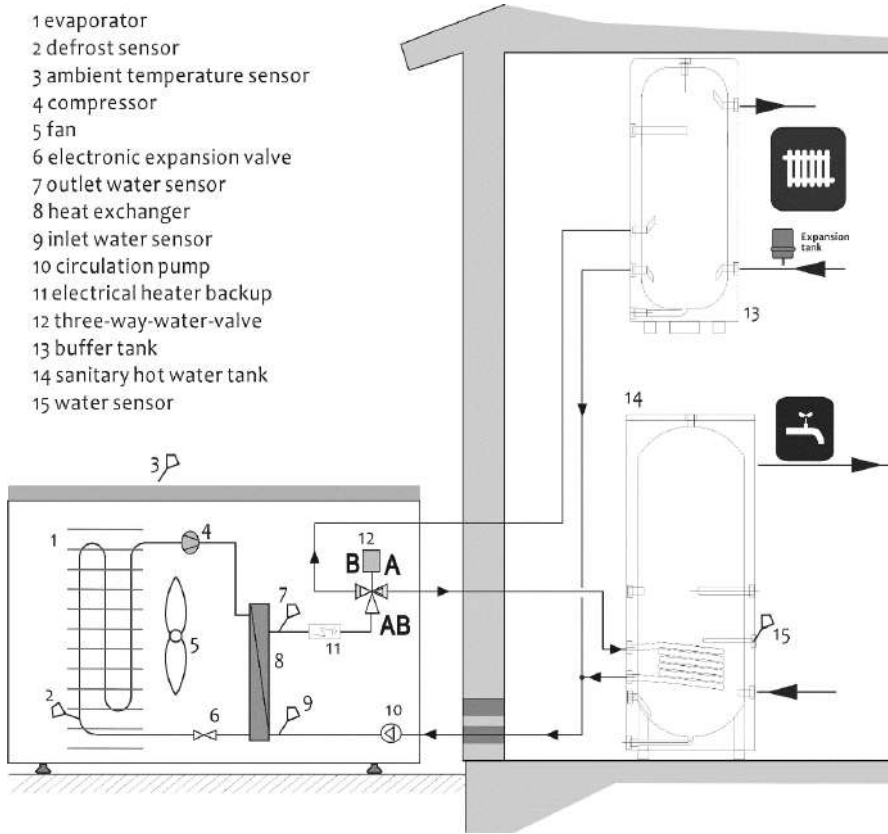 1 evaporator
2 defrost sensor
3 ambient temperature sensor
4 compressor
5 fan
6 electronic expansion valve
7 outlet water sensor
8 heat exchanger
9 inlet water sensor
10 circulation pump
11 electrical heater backup
12 three-way-water-valve
13 buffer tank
14 sanitary hot water tank
15 water sensor
Expansion
tank
13
14
3
1
4
12
B A
7
AB
5
8
11
15
2
6
9
10